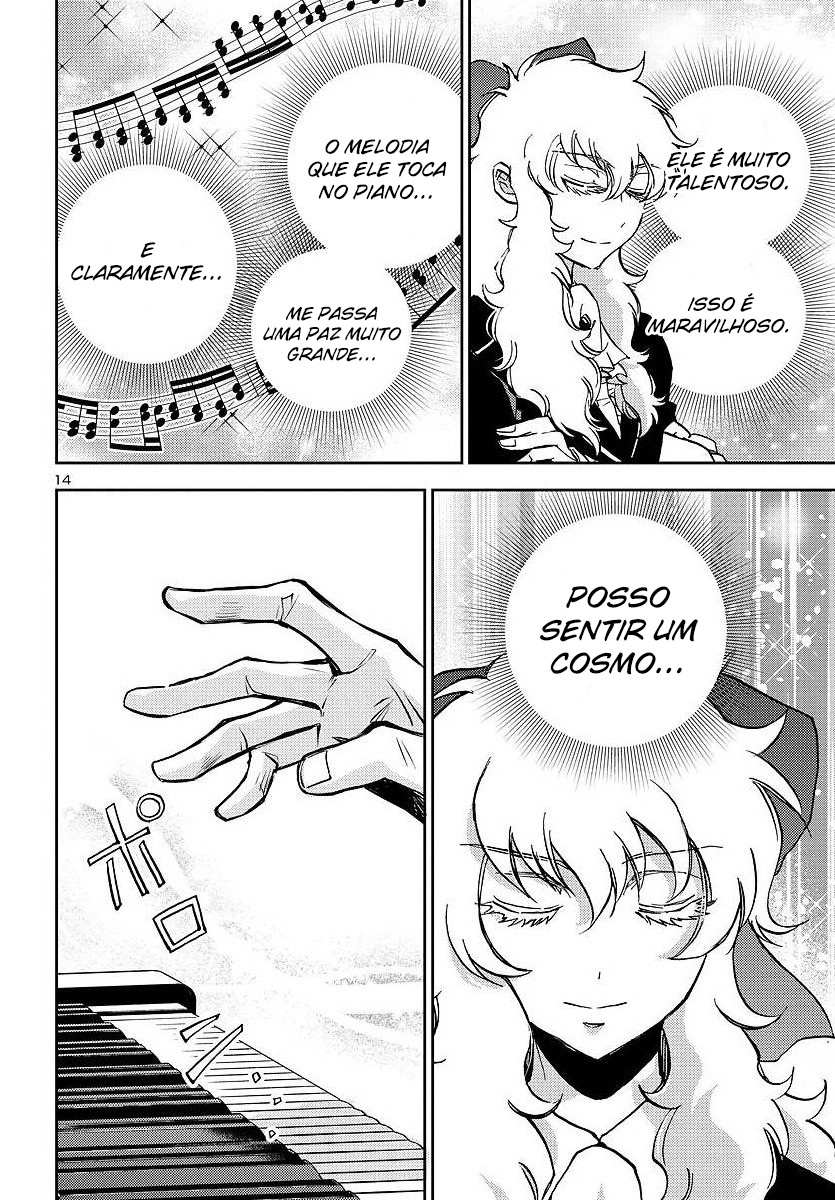 ELE É MUITO
TALENTOSO.
ISSO É
MARAVILHOSO.
O MELODIA
QUE ELE TOCA
NO PIANO...
ME PASSA
UMA PAZ MUITO
GRANDE...
E
CLARAMENTE...
14
POSSO
SENTIR UM
COSMO...
ポロン